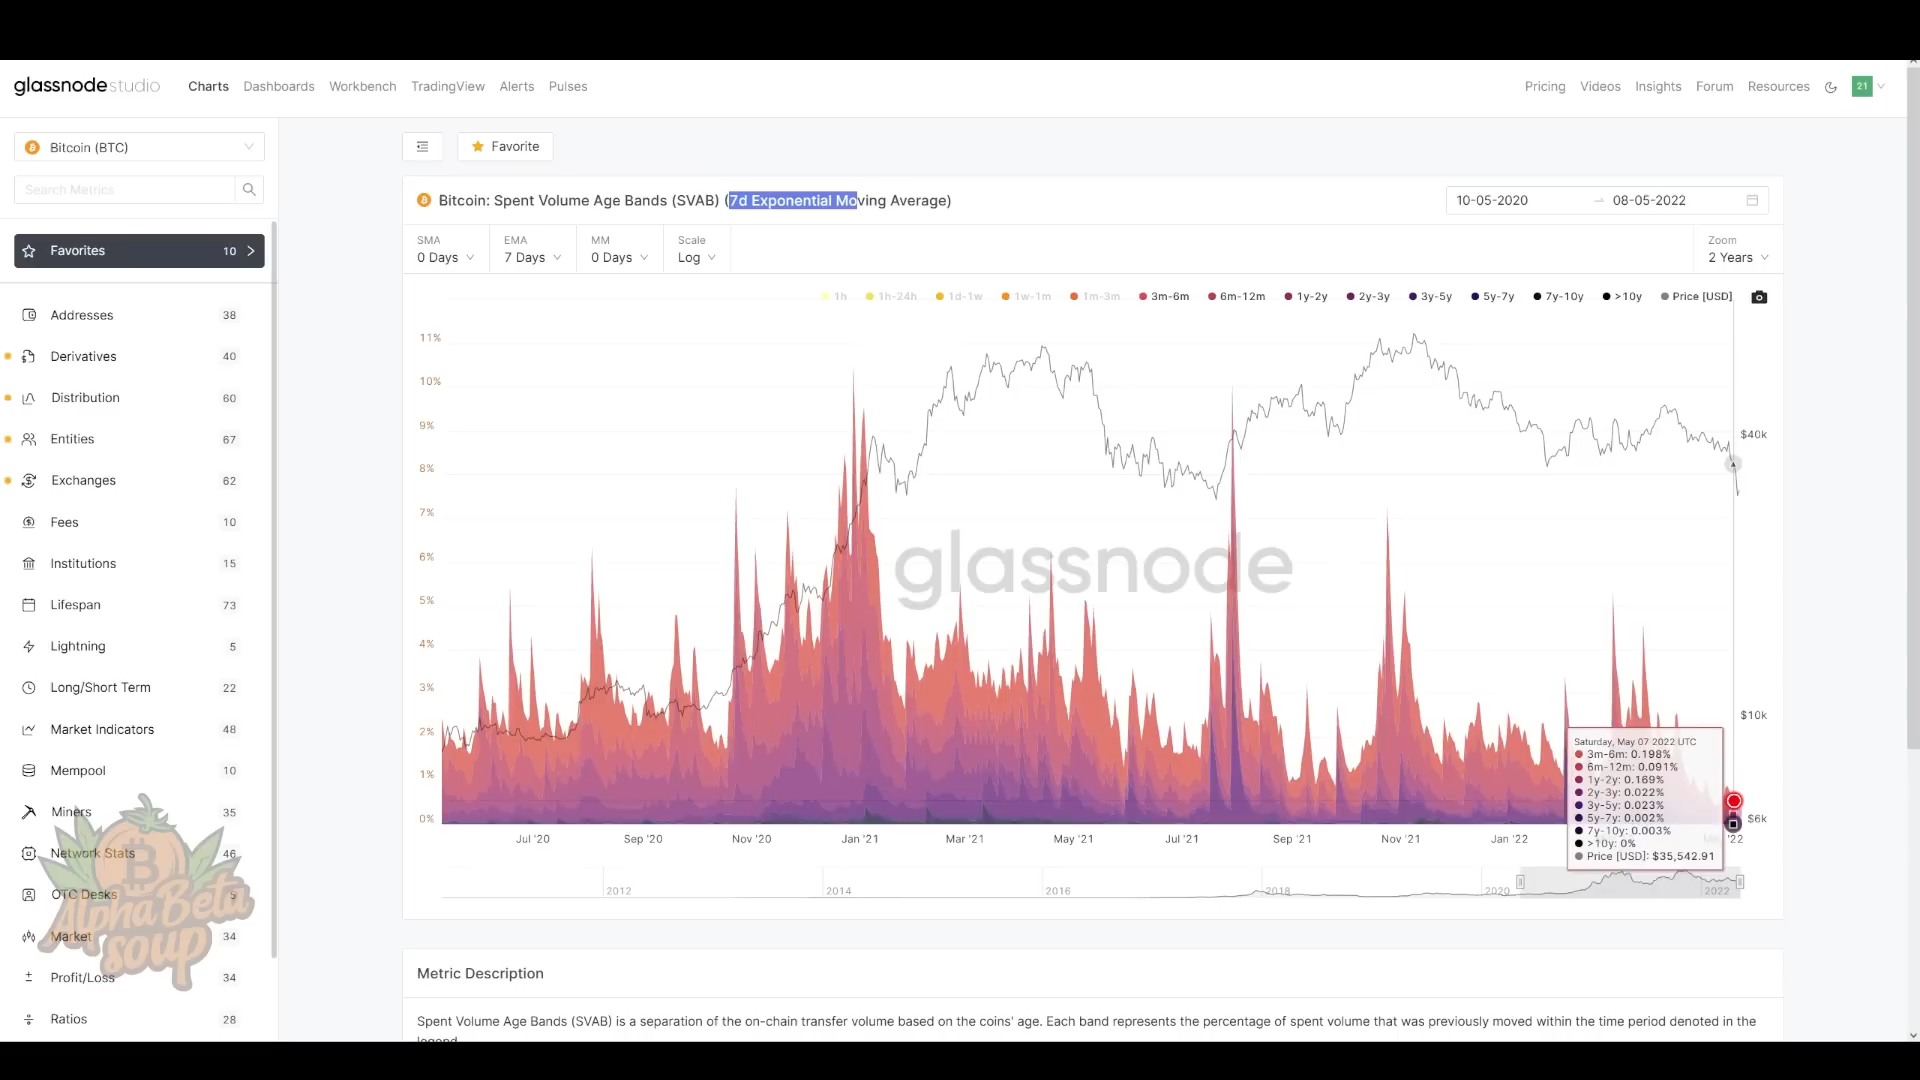 glassnode studio Charts Dashboards Workbench TradingView Alerts Pulses Pricing Videos Insights Forum Resources 21
Bitcoin (BTC)
Favorite
Search Metrics
Bitcoin: Spent Volume Age Bands (SVAB) (7d Exponential Moving Average)
10-05-2020 → 08-05-2022
SMA EMA MM Scale Zoom
0 Days 7 Days 0 Days Log 2 Years
Favorites 10
1h 1h-24h 1d-1w 1w-1m 1m-3m 3m-6m 6m-12m 1y-2y 2y-3y 3y-5y 5y-7y 7y-10y >10y Price [USD]
Addresses 38
Derivatives 40
Distribution 60
Entities 67
Exchanges 62
Fees 10
Institutions 15
Lifespan 73
Lightning 5
Long/Short Term 22
Market Indicators 48
Mempool 10
Miners 35
Network Stats 46
OTC Desks 5
Market 34
Profit/Loss 34
Ratios 28
AlphaBeta
soup
11%
10%
9%
8%
7%
6%
5%
4%
3%
2%
1%
0%
glassnode
$40k
$10k
$6k
Saturday, May 07 2022 UTC
3m-6m: 0.198%
6m-12m: 0.091%
1y-2y: 0.169%
2y-3y: 0.022%
3y-5y: 0.023%
5y-7y: 0.002%
7y-10y: 0.003%
>10y: 0%
Price [USD]: $35,542.91
Jul '20 Sep '20 Nov '20 Jan '21 Mar '21 May '21 Jul '21 Sep '21 Nov '21 Jan '22 '22
2012 2014 2016 2018 2020 2022
Metric Description
Spent Volume Age Bands (SVAB) is a separation of the on-chain transfer volume based on the coins' age. Each band represents the percentage of spent volume that was previously moved within the time period denoted in the
legend